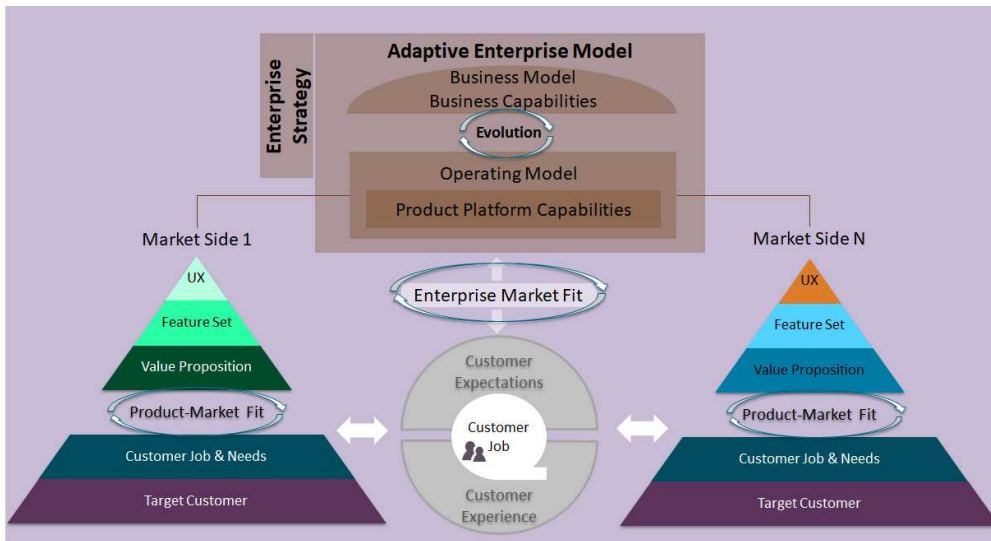 Enterprise
Strategy
Adaptive Enterprise Model
Business Model
Business Capabilities
Evolution
Operating Model
Product Platform Capabilities
Market Side 1
UX
Feature Set
Value Proposition
Product-Market Fit
Customer Job & Needs
Target Customer
Enterprise Market Fit
Customer
Expectations
Customer
Job
Customer
Experience
Market Side N
UX
Feature Set
Value Proposition
Product-Market Fit
Customer Job & Needs
Target Customer